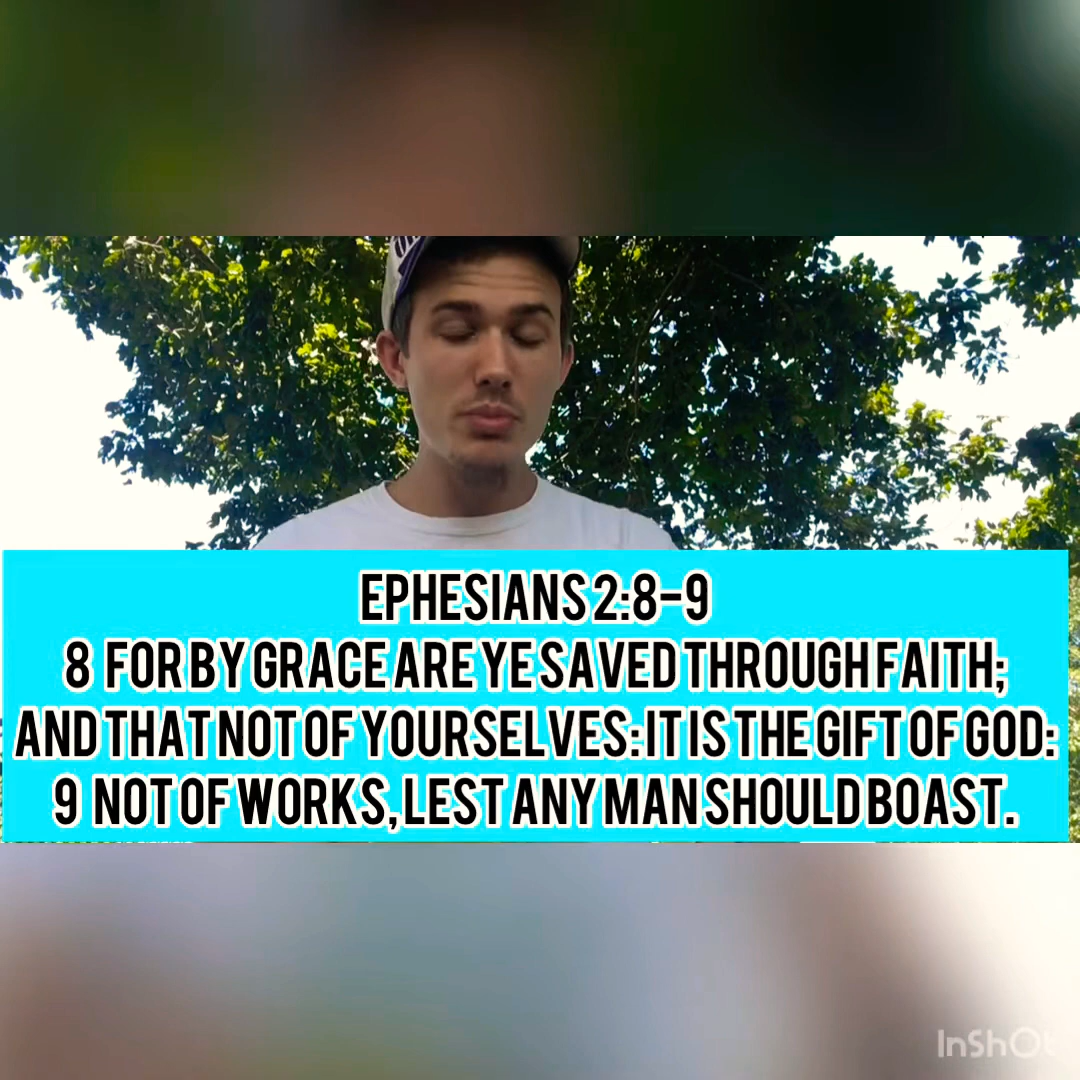 EPHESIANS 2:8-9
8 FOR BY GRACE ARE YE SAVED THROUGH FAITH;
AND THAT NOT OF YOURSELVES: IT IS THE GIFT OF GOD:
9 NOT OF WORKS, LEST ANY MAN SHOULD BOAST.
InShOt